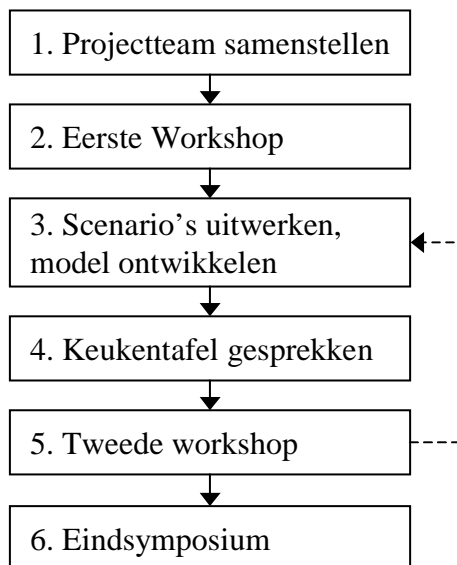 1. Projectteam samenstellen
2. Eerste Workshop
3. Scenario’s uitwerken,
model ontwikkelen
4. Keukentafel gesprekken
5. Tweede workshop
6. Eindsymposium